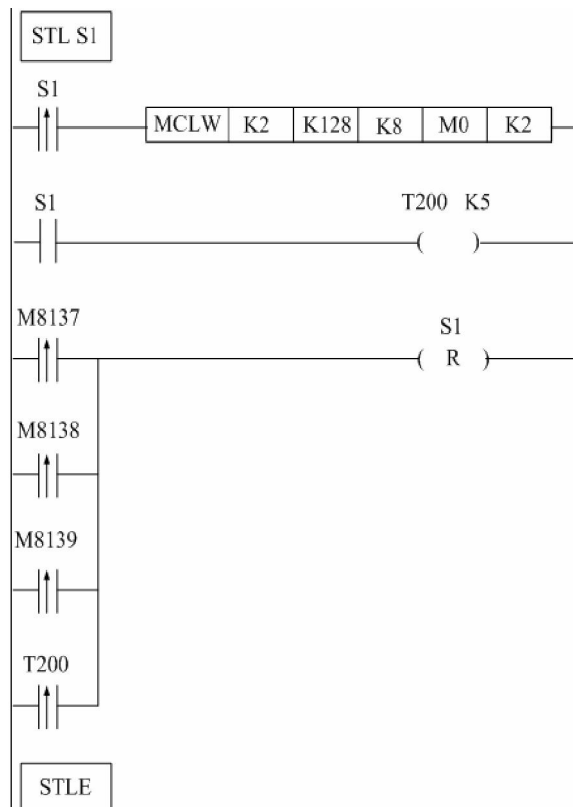 STL S1
S1
MCLW K2 K128 K8 M0 K2
S1
T200 K5
( )
M8137
S1
( R )
M8138
M8139
T200
STLE